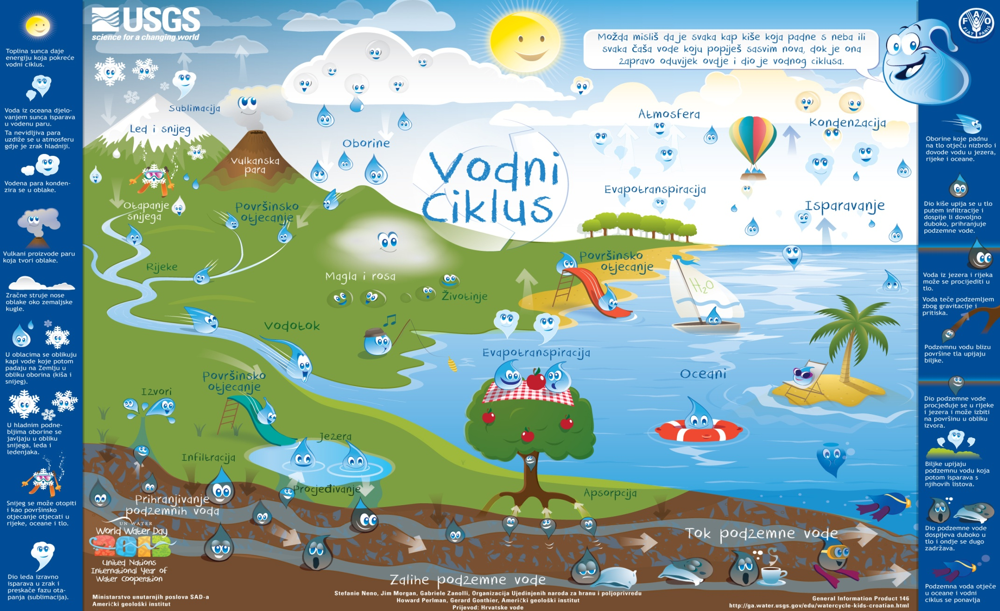 USGS
science for a changing world
FAO
FIAT PANIS
Možda misliš da je svaka kap kiše koja padne s neba ili
svaka čaša vode koju popiješ sasvim nova, dok je ona
zapravo oduvijek ovdje i dio je vodnog ciklusa.
Toplina sunca daje
energiju koja pokreće
vodni ciklus.
Voda iz oceana djelo-
vanjem sunca isparava
u vodenu paru.
Ta nevidljiva para
uzdiže se u atmosferu
gdje je zrak hladniji.
Vodena para konden-
zira se u oblake.
Vulkani proizvode paru
koja tvori oblake.
Zračne struje nose
oblake oko zemaljske
kugle.
U oblacima se oblikuju
kapi vode koje potom
padaju na Zemlju u
obliku oborina (kiša i
snijeg).
U hladnim podne-
bljima oborine se
javljaju u obliku
snijega, leda i
ledenjaka.
Snijeg se može otopiti
i kao površinsko
otjecanje otjecati u
rijeke, oceane i tlo.
Dio leda izravno
isparava u zrak i
preskače fazu ota-
panja (sublimacija).
Sublimacija
Led i snijeg
Vulkanska
para
Oborine
Vodni
Ciklus
Atmosfera
Kondenzacija
Evapotranspiracija
Isparavanje
Otapanje
snijega
Površinsko
otjecanje
Rijeke
Magla i rosa
Životinje
Površinsko
otjecanje
H2O
Vodotok
Evapotranspiracija
Oceani
Površinsko
otjecanje
Izvori
Jezera
Infiltracija
Procjeđivanje
Apsorpcija
Prihranjivanje
podzemnih voda
Tok podzemne vode
Zalihe podzemne vode
UN WATER
World Water Day
2013
United Nations
International Year of
Water Cooperation
Ministarstvo unutarnjih poslova SAD-a
Američki geološki institut
Stefanie Neno, Jim Morgan, Gabriele Zanolli, Organizacija Ujedinjenih naroda za hranu i poljoprivredu
Howard Perlman, Gerard Gonthier, Američki geološki institut
Prijevod: Hrvatske vode
General Information Product 146
http://ga.water.usgs.gov/edu/watercycle-kids-croatian.html
Oborine koje padnu
na tlo otječu nizbrdo i
dovode vodu u jezera,
rijeke i oceane.
Dio kiše upija se u tlo
putem infiltracije i
dospije li dovoljno
duboko, prihranjuje
podzemne vode.
Voda iz jezera i rijeka
može se procijediti u
tlo.
Voda teče podzemljem
zbog gravitacije i
pritiska.
Podzemnu vodu blizu
površine tla upijaju
biljke.
Dio podzemne vode
procjeđuje se u rijeke
i jezera i može izbiti
na površinu u obliku
izvora.
Biljke upijaju
podzemnu vodu koja
potom isparava s
njihovih listova.
Dio podzemne vode
dospijeva duboko u
tlo i ondje se dugo
zadržava.
Podzemna voda otječe
u oceane i vodni
ciklus se ponavlja